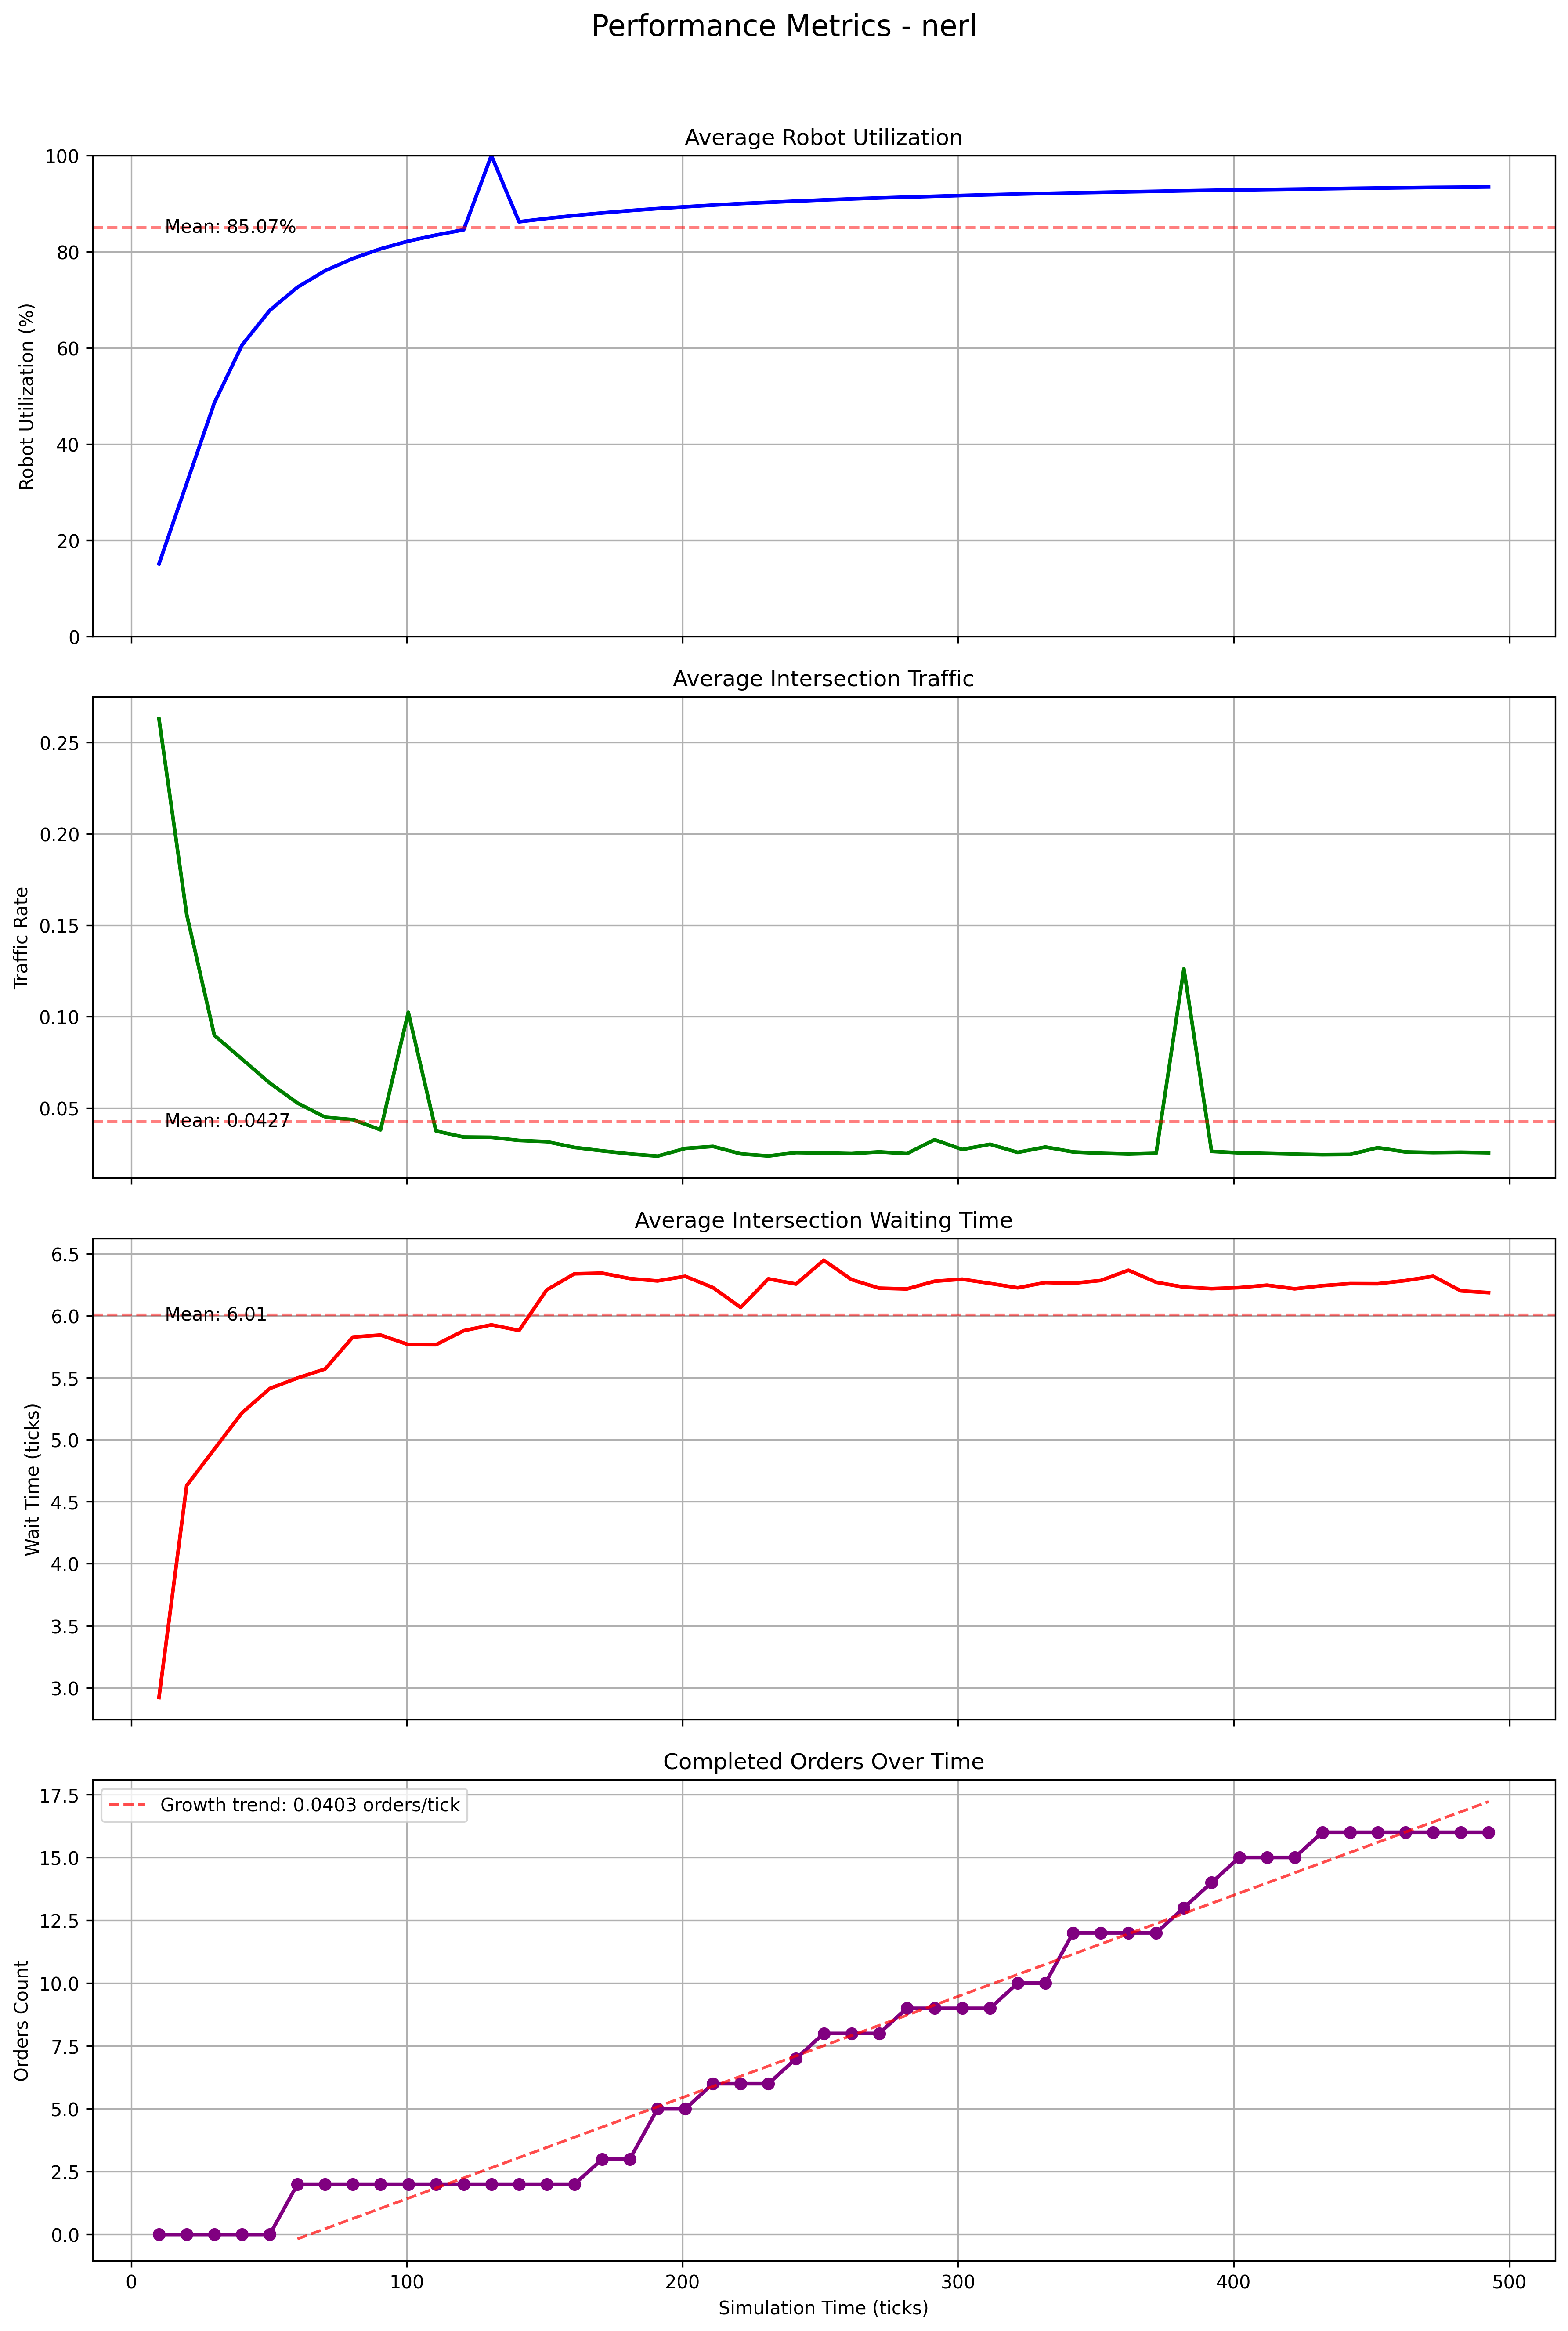 Performance Metrics - nerl
Average Robot Utilization
100
80
60
40
20
0
Robot Utilization (%)
Mean: 85.07%
Average Intersection Traffic
0.25
0.20
0.15
0.10
0.05
Traffic Rate
Mean: 0.0427
Average Intersection Waiting Time
6.5
6.0
5.5
5.0
4.5
4.0
3.5
3.0
Wait Time (ticks)
Mean: 6.01
Completed Orders Over Time
17.5
15.0
12.5
10.0
7.5
5.0
2.5
0.0
Orders Count
Growth trend: 0.0403 orders/tick
0 100 200 300 400 500
Simulation Time (ticks)